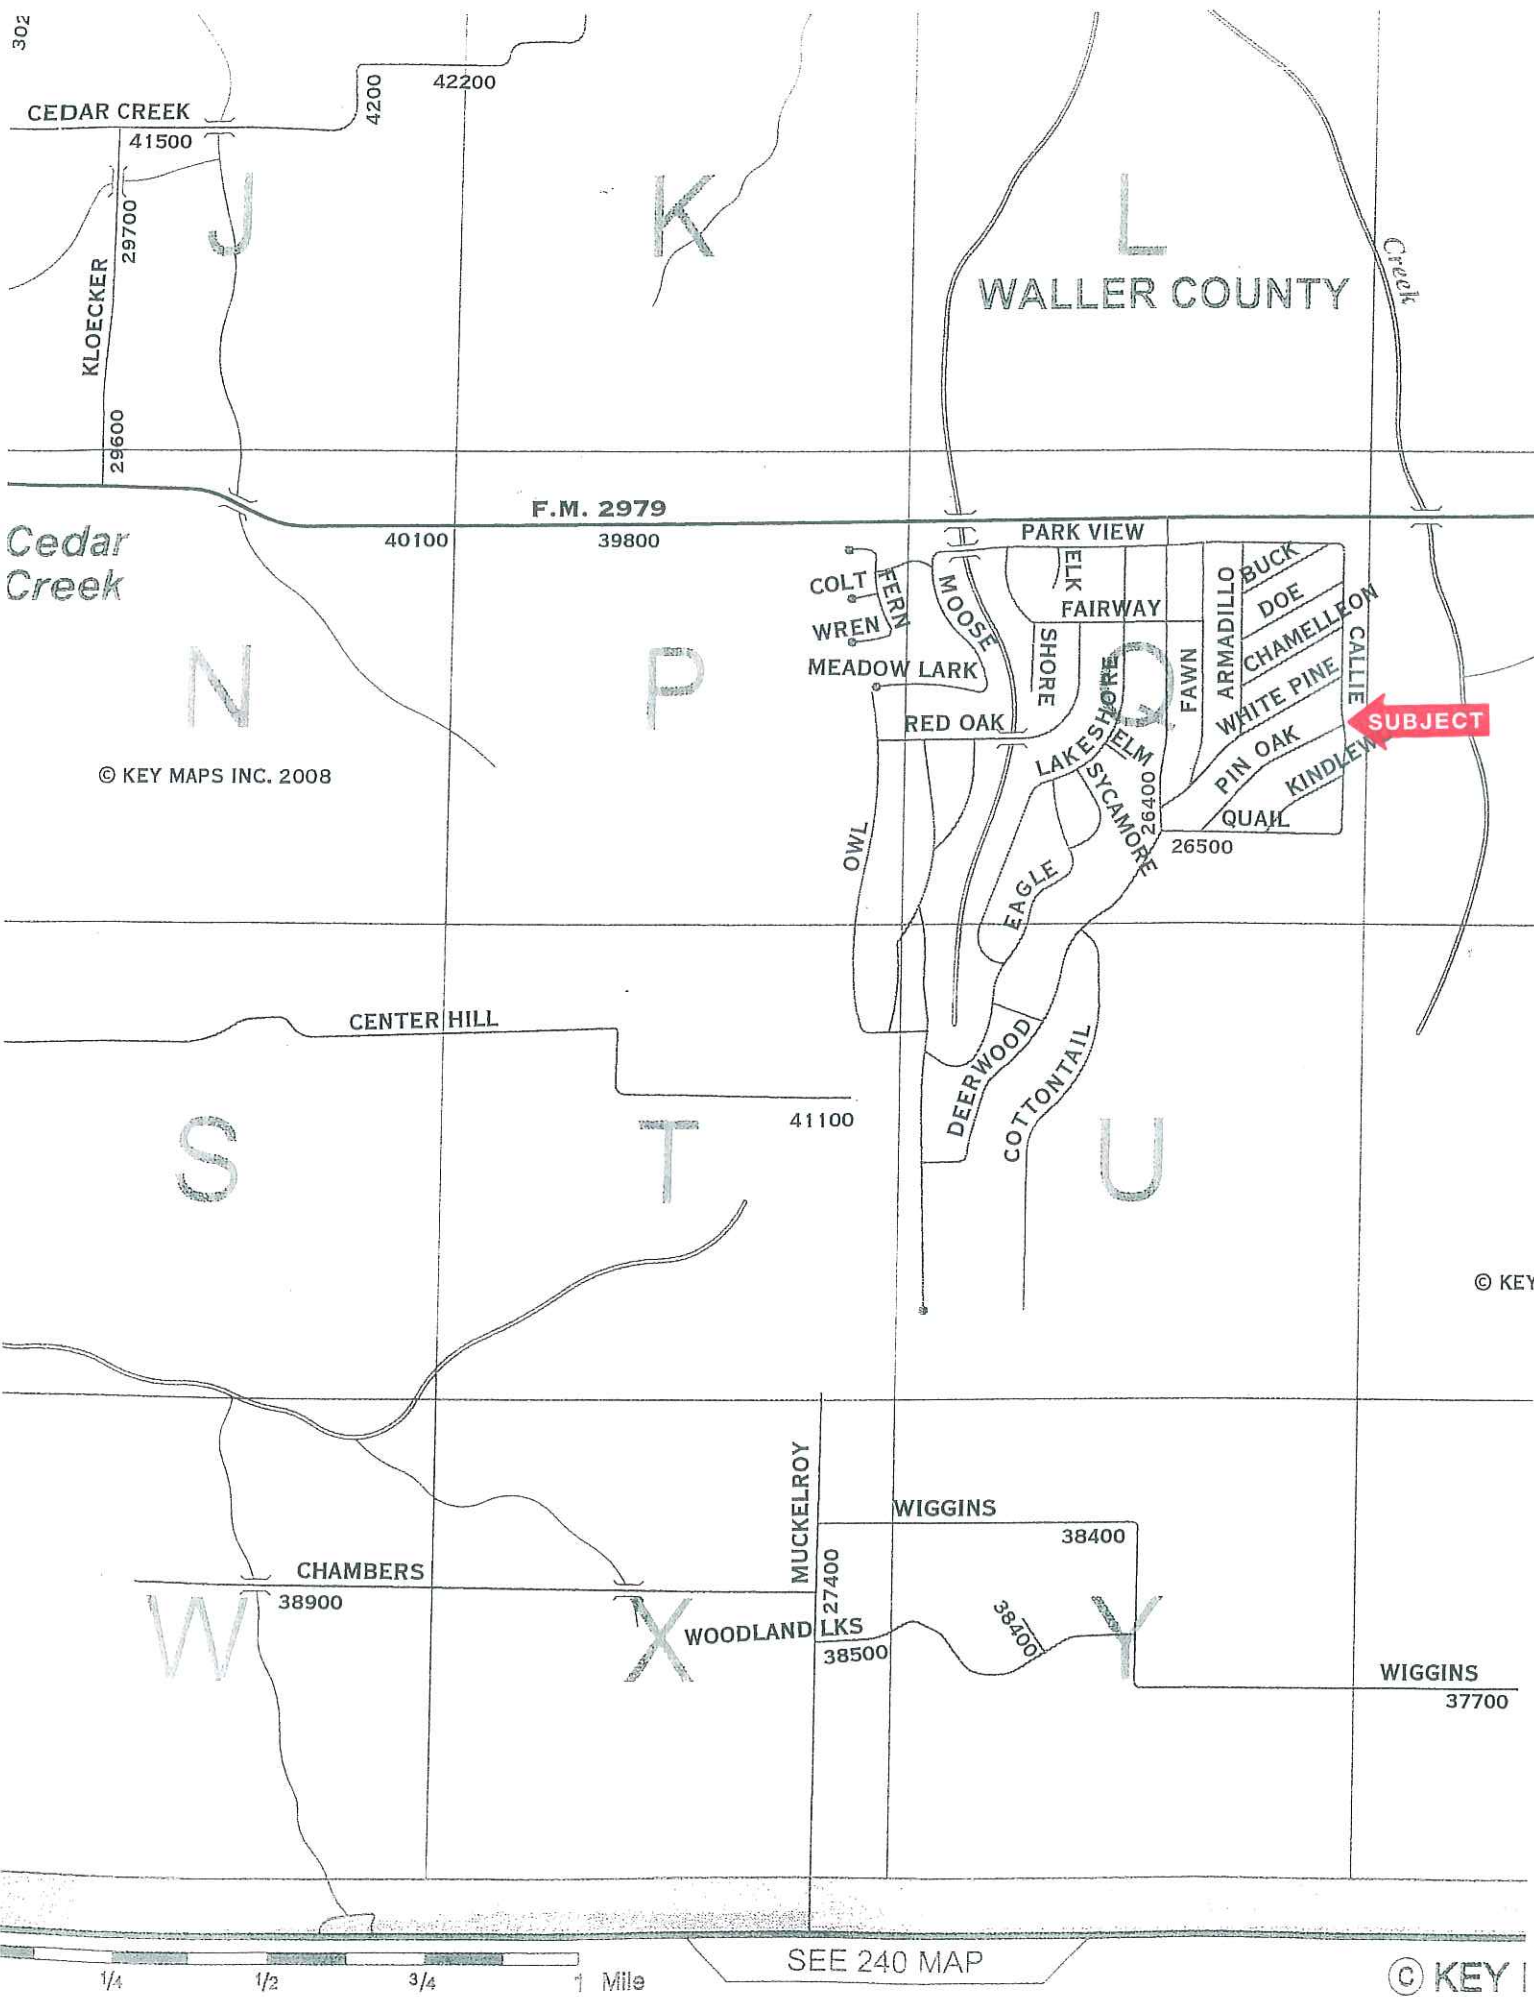 302
42200
4200
CEDAR CREEK
41500
J
K
L
29700
WALLER COUNTY
Creek
KLOECKER
29600
F.M. 2979
Cedar
Creek
40100
39800
PARK VIEW
ELK
BUCK
COLT
FERN
MOOSE
FAIRWAY
ARMADILLO
DOE
CHAMELLEON
WREN
SHORE
CALLIE
N
P
Q
MEADOW LARK
FAWN
WHITE PINE
RED OAK
LAKESHORE
SUBJECT
ELM
PIN OAK
© KEY MAPS INC. 2008
SYCAMORE
26400
KINDLEW
QUAIL
OWL
26500
EAGLE
CENTER HILL
DEERWOOD
COTTONTAIL
41100
S
T
U
© KEY
MUCKELROY
WIGGINS
38400
CHAMBERS
27400
38900
W
X
Y
WOODLAND LKS
38400
38500
WIGGINS
37700
1/4
1/2
3/4
1 Mile
SEE 240 MAP
© KEY